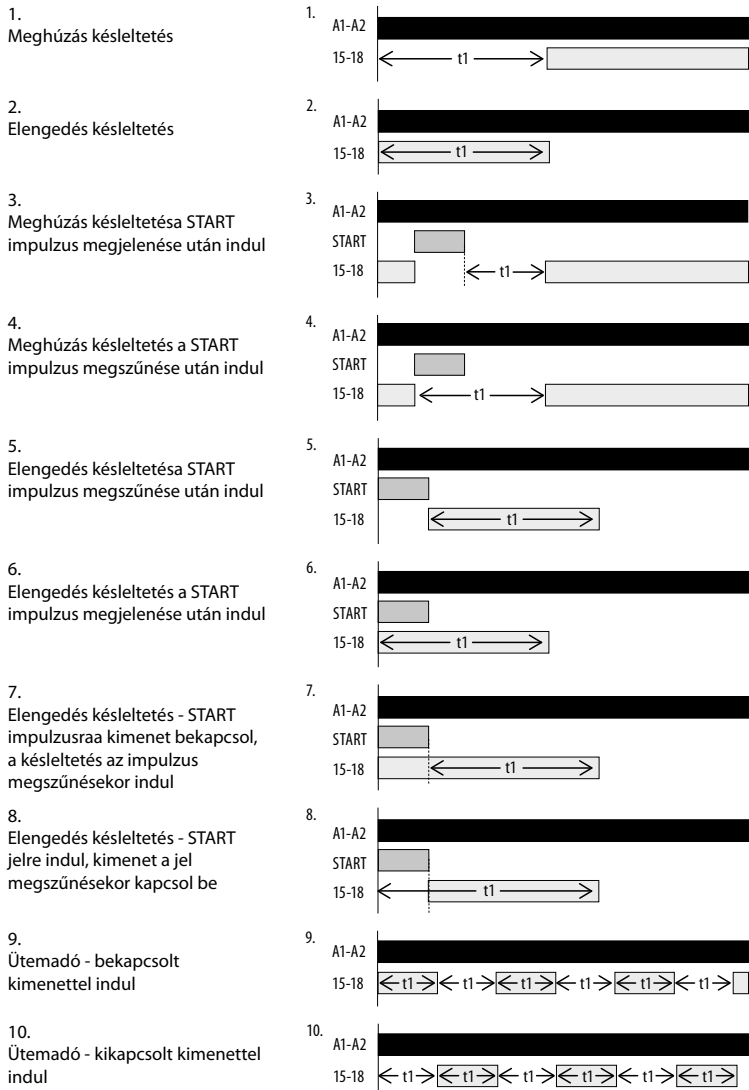 1.
Meghúzás késleltetés
1.
A1-A2
15-18
t1
2.
Elengedés késleltetés
2.
A1-A2
15-18
t1
3.
Meghúzás késleltetésa START
impulzus megjelenése után indul
3.
A1-A2
START
15-18
t1
4.
Meghúzás késleltetés a START
impulzus megszűnése után indul
4.
A1-A2
START
15-18
t1
5.
Elengedés késleltetésa START
impulzus megszűnése után indul
5.
A1-A2
START
15-18
t1
6.
Elengedés késleltetés a START
impulzus megjelenése után indul
6.
A1-A2
START
15-18
t1
7.
Elengedés késleltetés - START
impulzusraa kimenet bekapcsol,
a késleltetés az impulzus
megszűnésekor indul
7.
A1-A2
START
15-18
t1
8.
Elengedés késleltetés - START
jelre indul, kimenet a jel
megszűnésekor kapcsol be
8.
A1-A2
START
15-18
t1
9.
Ütemadó - bekapcsolt
kimenettel indul
9.
A1-A2
15-18
t1 t1 t1 t1 t1 t1
10.
Ütemadó - kikapcsolt kimenettel
indul
10.
A1-A2
15-18
t1 t1 t1 t1 t1 t1